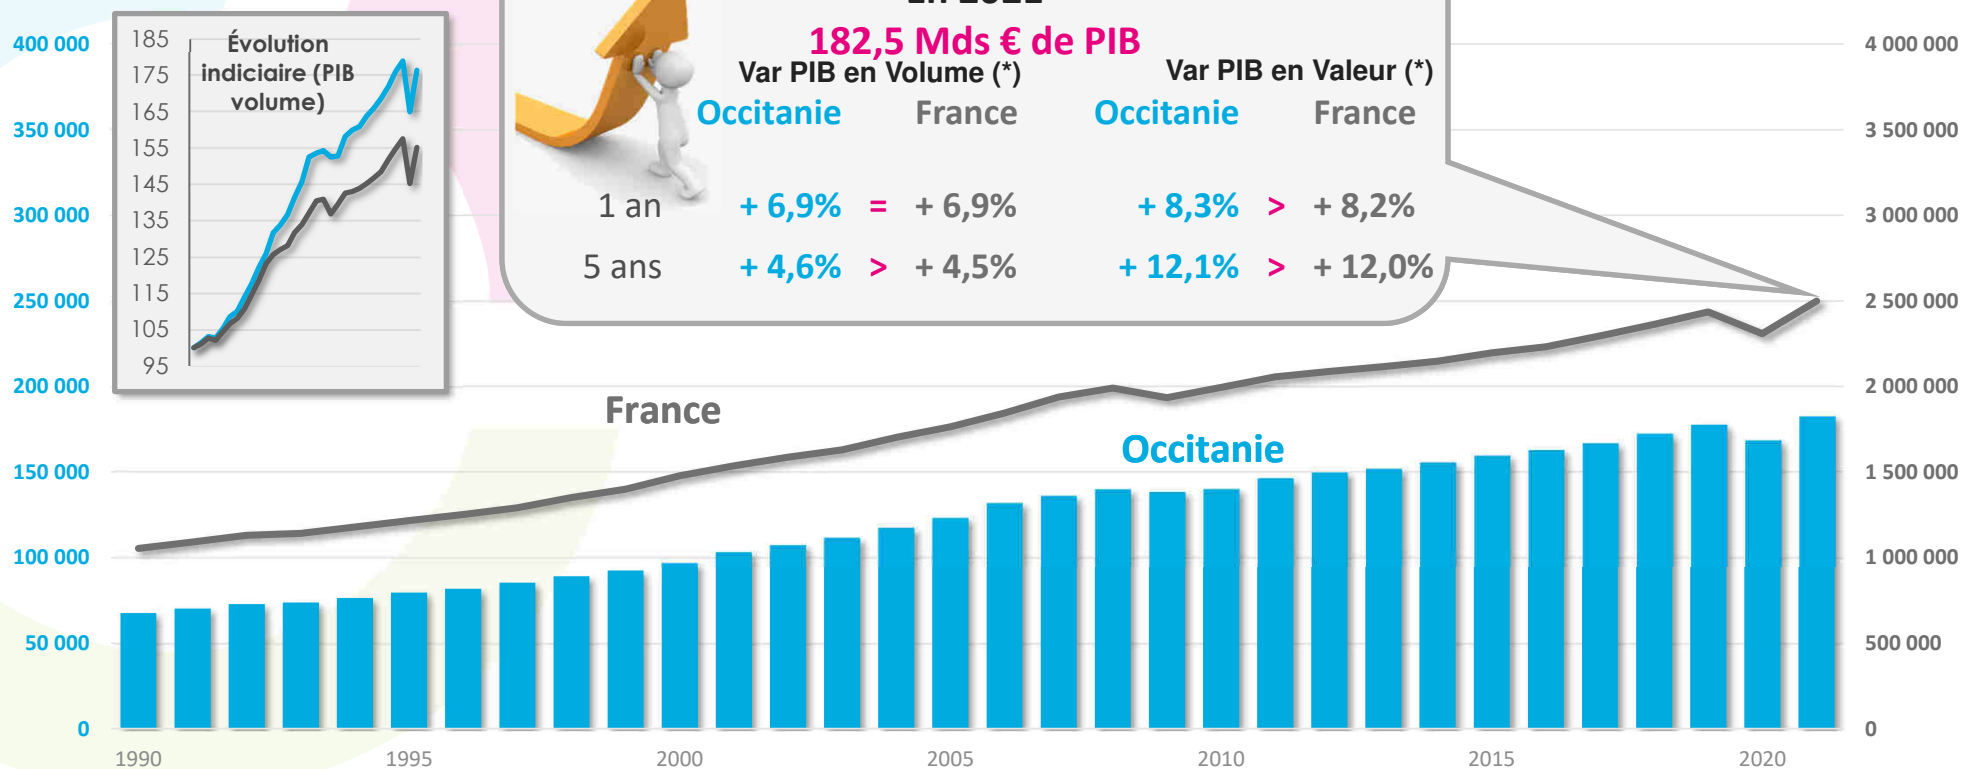 182,5 Mds € de PIB
Var PIB en Volume (*) Var PIB en Valeur (*)
Occitanie France Occitanie France
1 an + 6,9% = + 6,9% + 8,3% > + 8,2%
5 ans + 4,6% > + 4,5% + 12,1% > + 12,0%
Évolution
indiciaire (PIB
volume)
185
175
165
155
145
135
125
115
105
95
400 000
350 000
300 000
250 000
200 000
150 000
100 000
50 000
0
France
Occitanie
4 000 000
3 500 000
3 000 000
2 500 000
2 000 000
1 500 000
1 000 000
500 000
0
1990 1995 2000 2005 2010 2015 2020